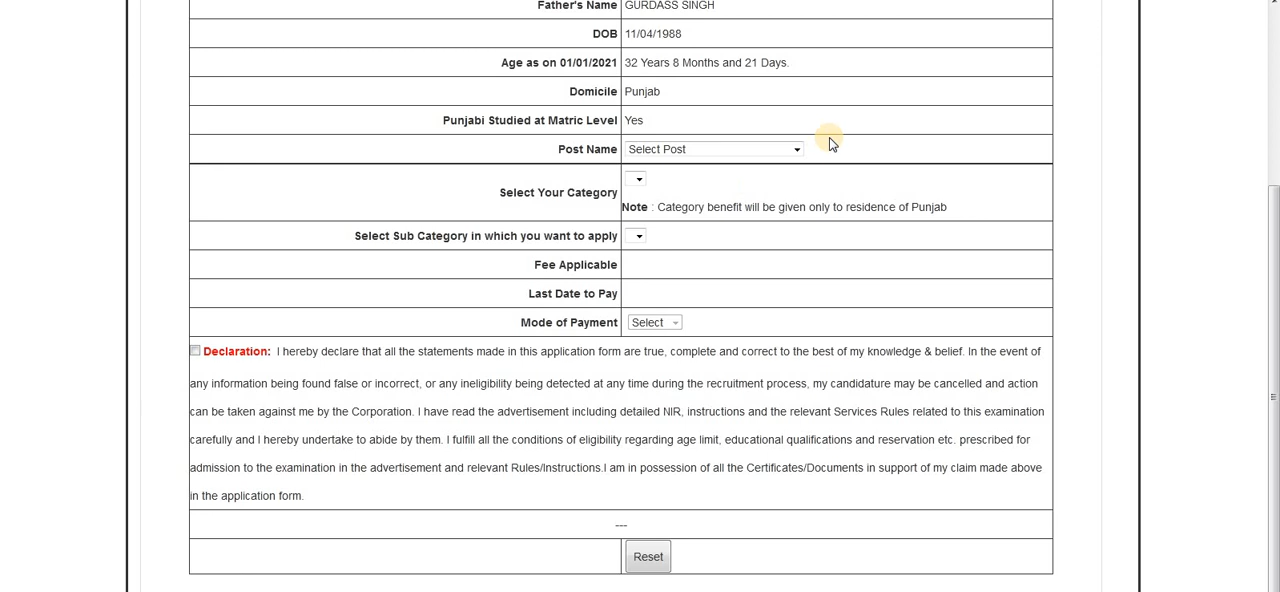 Father's Name GURDASS SINGH
DOB 11/04/1988
Age as on 01/01/2021 32 Years 8 Months and 21 Days.
Domicile Punjab
Punjabi Studied at Matric Level Yes
Post Name Select Post
Select Your Category
Note : Category benefit will be given only to residence of Punjab
Select Sub Category in which you want to apply
Fee Applicable
Last Date to Pay
Mode of Payment Select
Declaration: I hereby declare that all the statements made in this application form are true, complete and correct to the best of my knowledge & belief. In the event of
any information being found false or incorrect, or any ineligibility being detected at any time during the recruitment process, my candidature may be cancelled and action
can be taken against me by the Corporation. I have read the advertisement including detailed NIR, instructions and the relevant Services Rules related to this examination
carefully and I hereby undertake to abide by them. I fulfill all the conditions of eligibility regarding age limit, educational qualifications and reservation etc. prescribed for
admission to the examination in the advertisement and relevant Rules/Instructions.I am in possession of all the Certificates/Documents in support of my claim made above
in the application form.
---
Reset